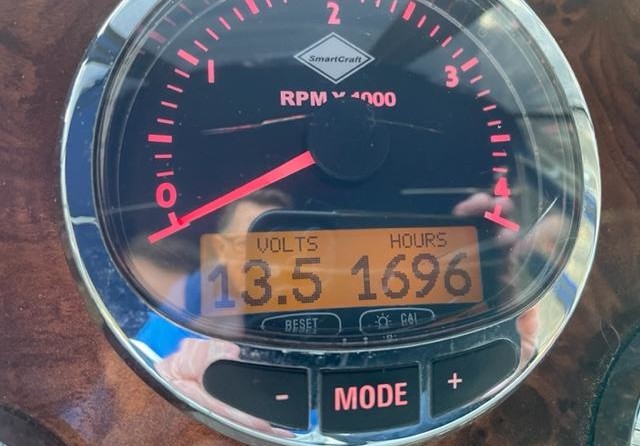 2
1
3
SmartCraft
RPM X 1000
0
4
VOLTS HOURS
13.5 1696
RESET CAL
- MODE +